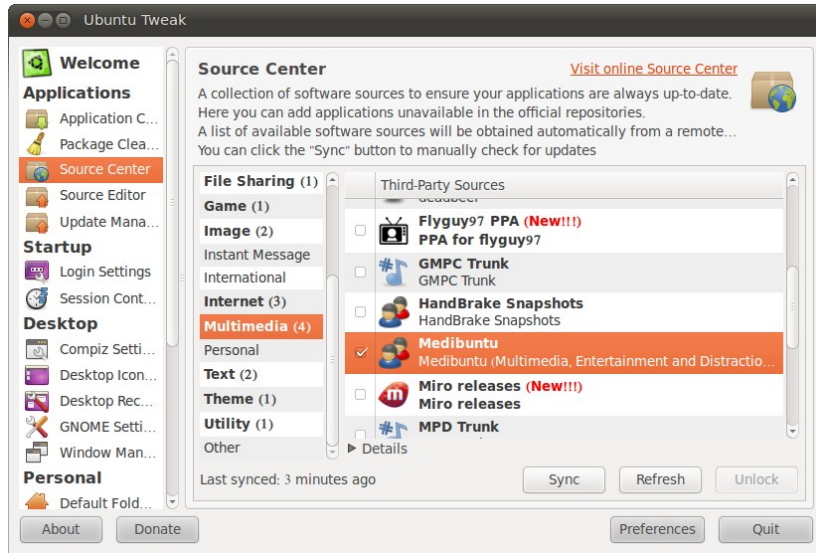 Ubuntu Tweak
Welcome
Applications
Application C...
Package Clea...
Source Center
Source Editor
Update Mana...
Startup
Login Settings
Session Cont...
Desktop
Compiz Setti...
Desktop Icon...
Desktop Rec...
GNOME Setti...
Window Man...
Personal
Default Fold...
About
Donate
Source Center
Visit online Source Center
A collection of software sources to ensure your applications are always up-to-date.
Here you can add applications unavailable in the official repositories.
A list of available software sources will be obtained automatically from a remote...
You can click the "Sync" button to manually check for updates
File Sharing (1)
Game (1)
Image (2)
Instant Message
International
Internet (3)
Multimedia (4)
Personal
Text (2)
Theme (1)
Utility (1)
Other
Third-Party Sources
deadbeef
Flyguy97 PPA (New!!!)
PPA for flyguy97
GMPC Trunk
GMPC Trunk
HandBrake Snapshots
HandBrake Snapshots
Medibuntu
Medibuntu (Multimedia, Entertainment and Distractio...
Miro releases (New!!!)
Miro releases
MPD Trunk
Details
Last synced: 3 minutes ago
Sync
Refresh
Unlock
Preferences
Quit